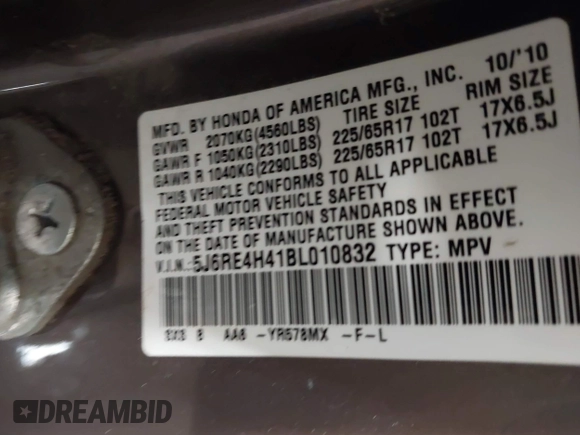 MFD. BY HONDA OF AMERICA MFG., INC. 10/'10
GVWR 2070KG(4560LBS) TIRE SIZE RIM SIZE
GAWR F 1050KG(2310LBS) 225/65R17 102T 17X6.5J
GAWR R 1040KG(2290LBS) 225/65R17 102T 17X6.5J
THIS VEHICLE CONFORMS TO ALL APPLICABLE
FEDERAL MOTOR VEHICLE SAFETY
AND THEFT PREVENTION STANDARDS IN EFFECT
ON THE DATE OF MANUFACTURE SHOWN ABOVE.
V.I.N.:5J6RE4H41BL010832 TYPE: MPV
AA6 -YR578MX -F-L
DREAMBID